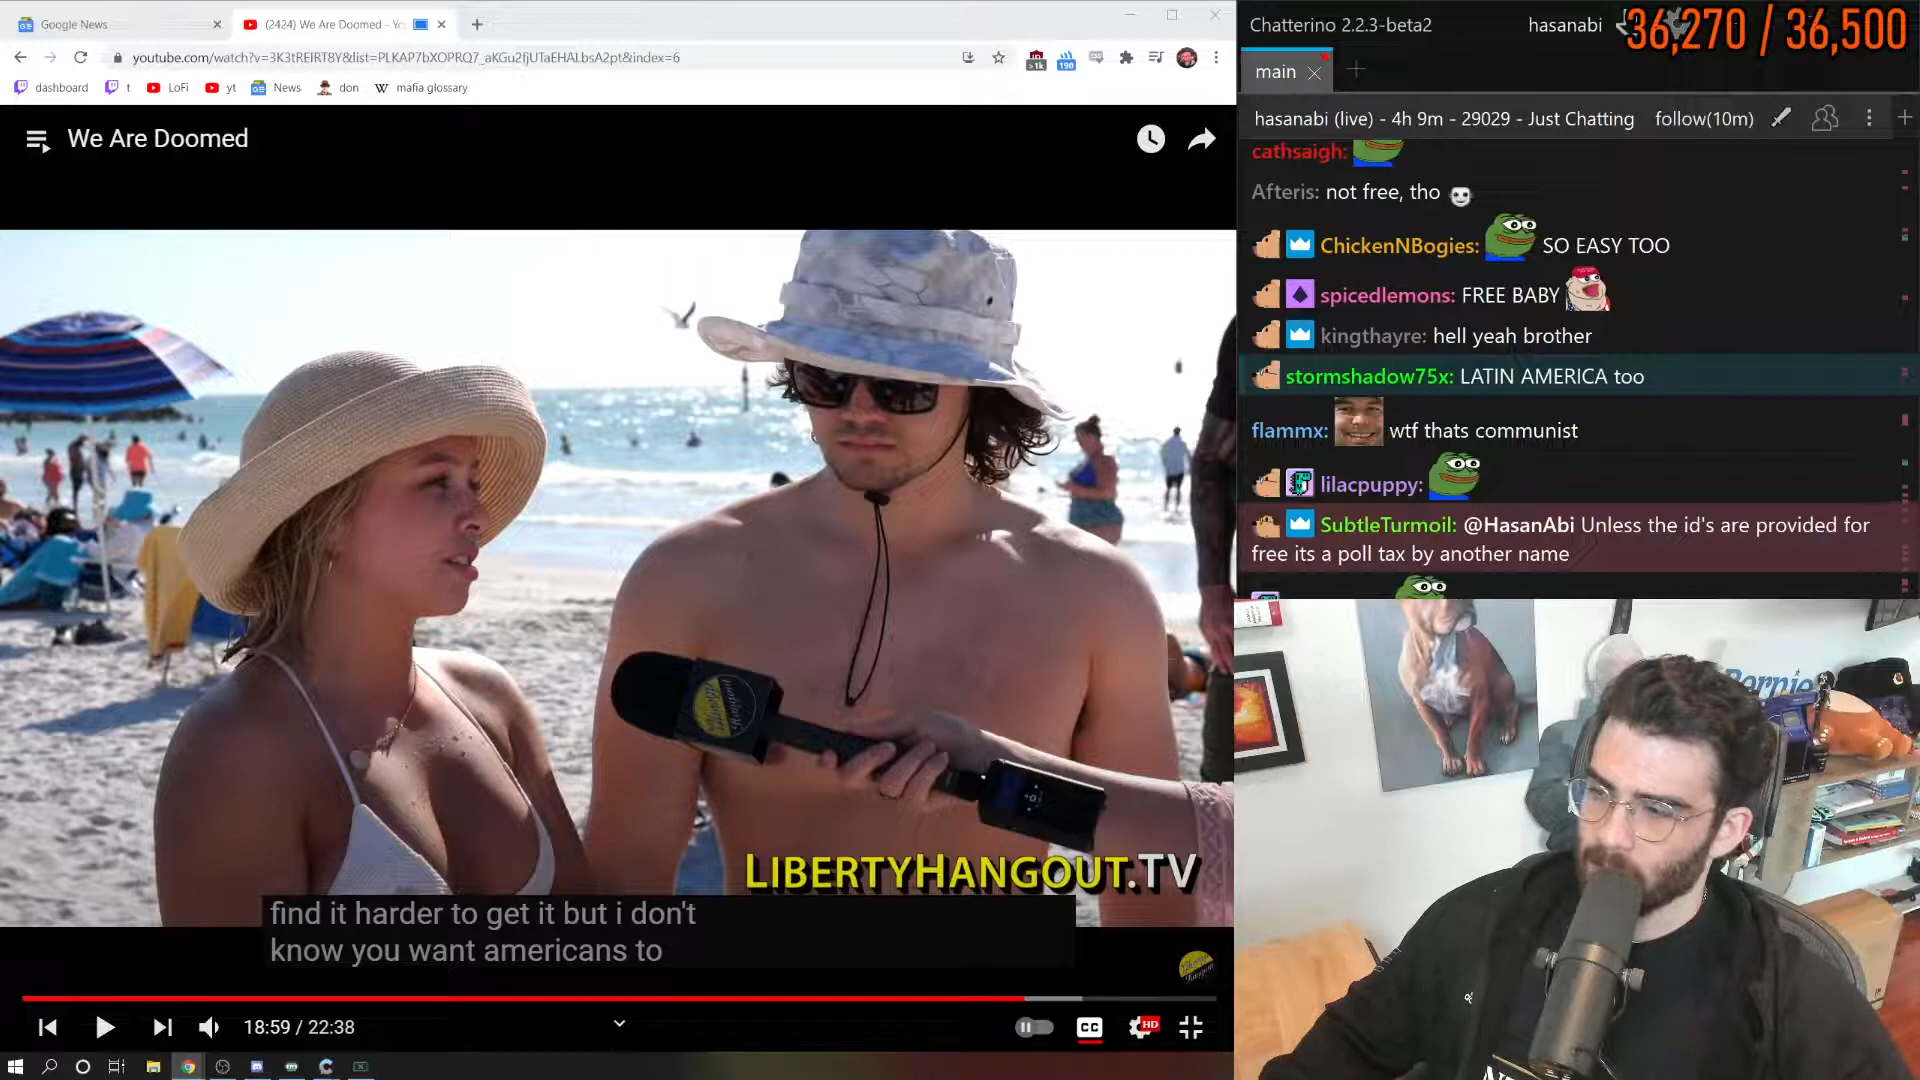 Google News
(2424) We Are Doomed - Yo
youtube.com/watch?v=3K3tREIRT8Y&list=PLKAP7bXOPRQ7_aKGu2fjUTaEHALbsA2pt&index=6
>1k
190
dashboard
t
LoFi
yt
News
don
mafia glossary
We Are Doomed
LIBERTYHANGOUT.TV
find it harder to get it but i don't
know you want americans to
18:59 / 22:38
CC
HD
Chatterino 2.2.3-beta2
hasanabi
36,270 / 36,500
main
hasanabi (live) - 4h 9m - 29029 - Just Chatting
follow(10m)
cathsaigh:
Afteris: not free, tho
ChickenNBogies: SO EASY TOO
spicedlemons: FREE BABY
kingthayre: hell yeah brother
stormshadow75x: LATIN AMERICA too
flammx: wtf thats communist
lilacpuppy:
SubtleTurmoil: @HasanAbi Unless the id's are provided for
free its a poll tax by another name
Bernie